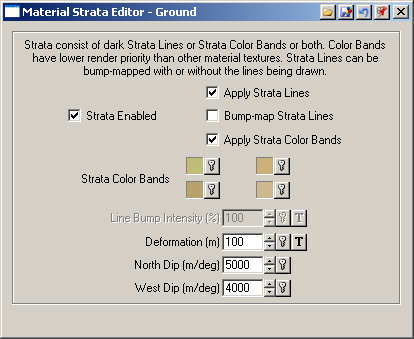 Material Strata Editor - Ground
Strata consist of dark Strata Lines or Strata Color Bands or both. Color Bands
have lower render priority than other material textures. Strata Lines can be
bump-mapped with or without the lines being drawn.
Apply Strata Lines
Strata Enabled
Bump-map Strata Lines
Apply Strata Color Bands
Strata Color Bands
Line Bump Intensity (%) 100 T
Deformation (m) 100 T
North Dip (m/deg) 5000
West Dip (m/deg) 4000